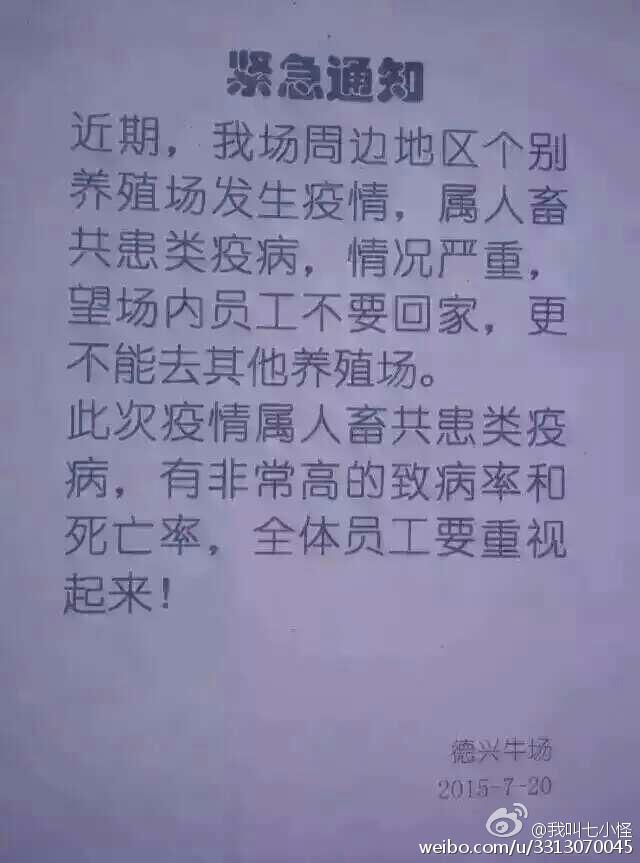 紧急通知
近期，我场周边地区个别
养殖场发生疫情，属人畜
共患类疫病，情况严重，
望场内员工不要回家，更
不能去其他养殖场。
此次疫情属人畜共患类疫
病，有非常高的致病率和
死亡率，全体员工要重视
起来！
德兴牛场
2015-7-20
@我叫七小怪
weibo.com/u/3313070045